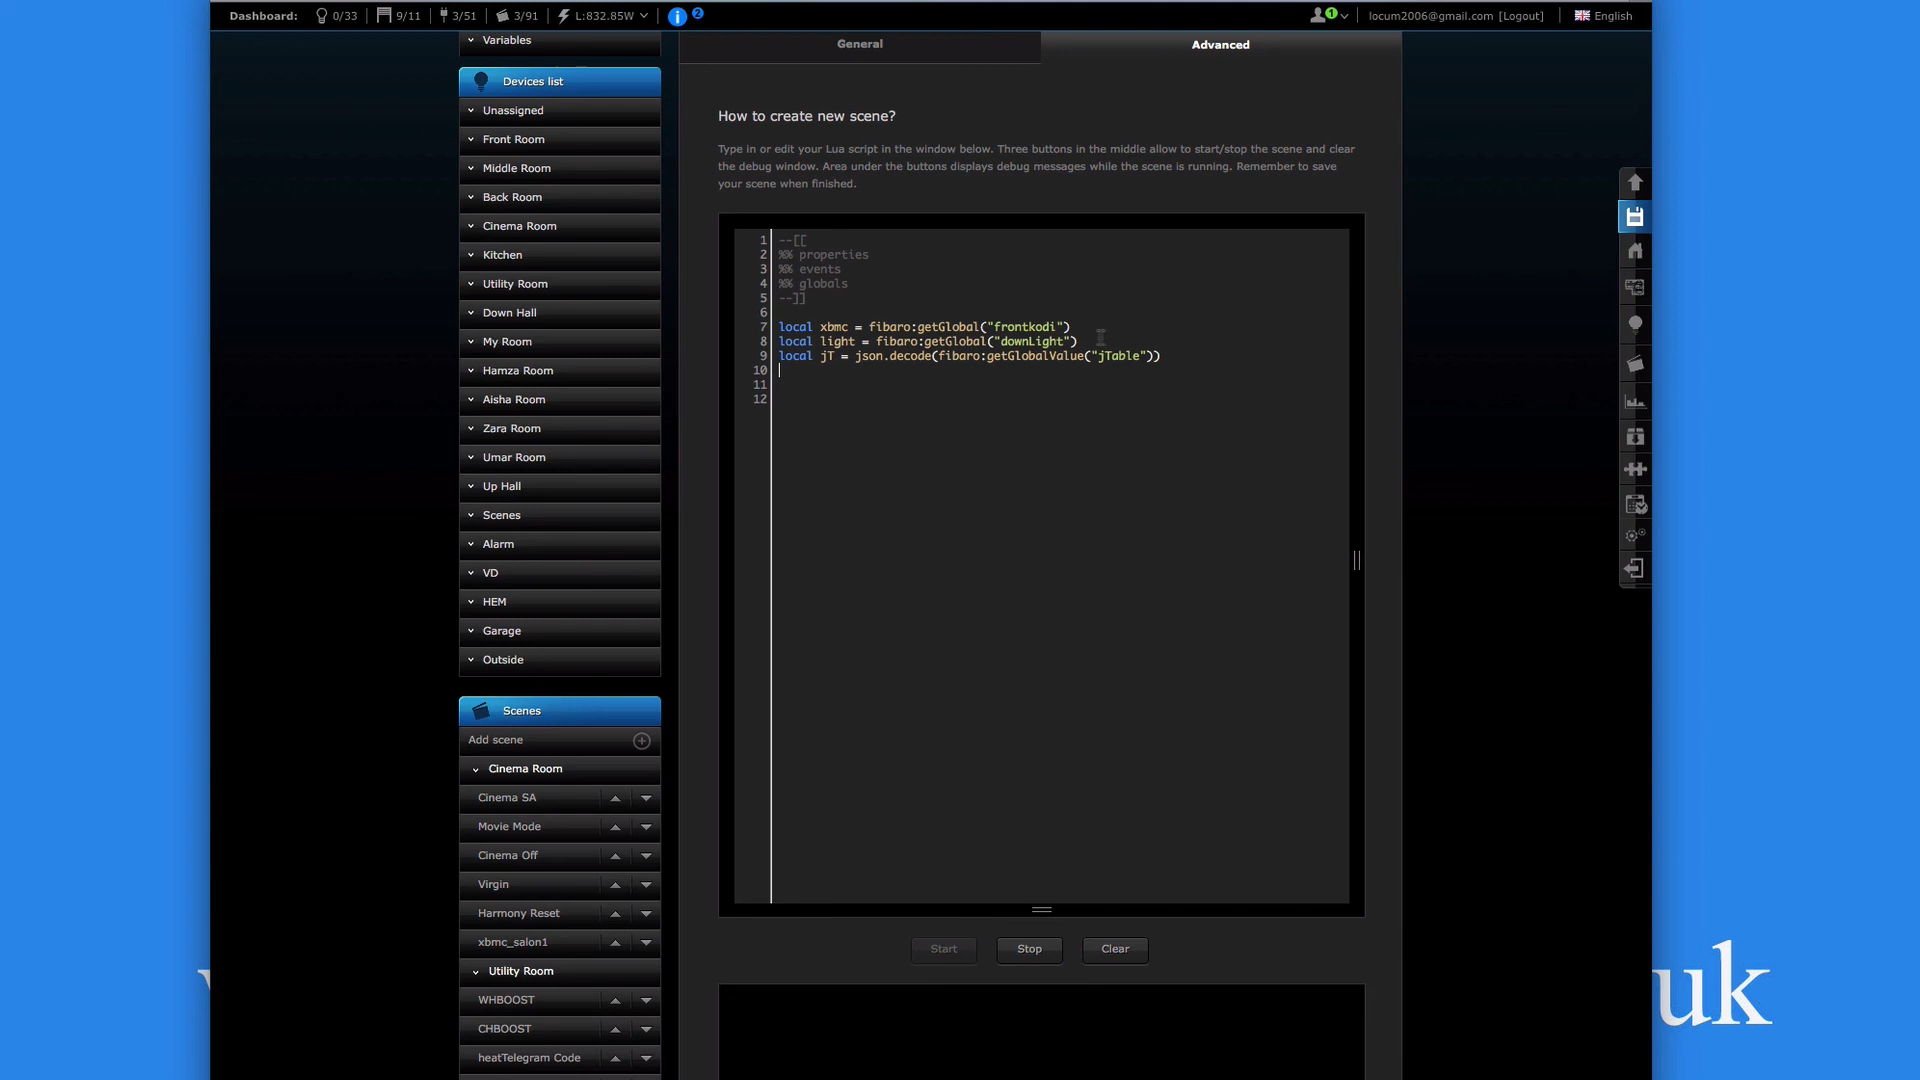 Dashboard: 0/33 9/11 3/51 3/91 L:832.85W i 2 1 locum2006@gmail.com [Logout] English
Variables
Devices list
Unassigned
Front Room
Middle Room
Back Room
Cinema Room
Kitchen
Utility Room
Down Hall
My Room
Hamza Room
Aisha Room
Zara Room
Umar Room
Up Hall
Scenes
Alarm
VD
HEM
Garage
Outside
Scenes
Add scene
Cinema Room
Cinema SA
Movie Mode
Cinema Off
Virgin
Harmony Reset
xbmc_salon1
Utility Room
WHBOOST
CHBOOST
heatTelegram Code
General
Advanced
How to create new scene?
Type in or edit your Lua script in the window below. Three buttons in the middle allow to start/stop the scene and clear
the debug window. Area under the buttons displays debug messages while the scene is running. Remember to save
your scene when finished.
1 --[[
2 %% properties
3 %% events
4 %% globals
5 --]]
6
7 local xbmc = fibaro:getGlobal("frontkodi")
8 local light = fibaro:getGlobal("downLight")
9 local jT = json.decode(fibaro:getGlobalValue("jTable"))
10
11
12
Start
Stop
Clear
uk